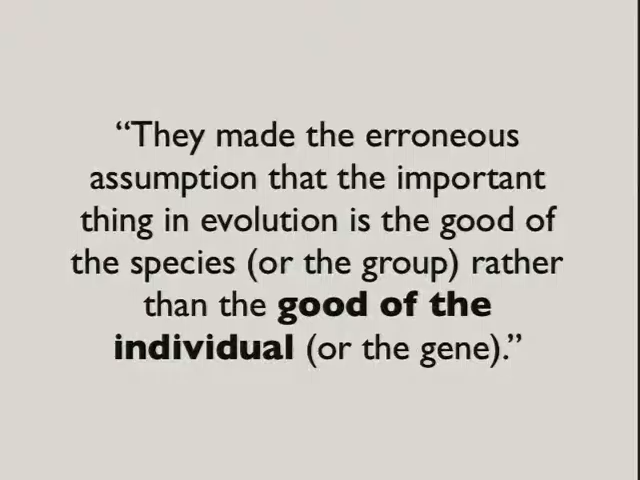 “They made the erroneous
assumption that the important
thing in evolution is the good of
the species (or the group) rather
than the good of the
individual (or the gene).”